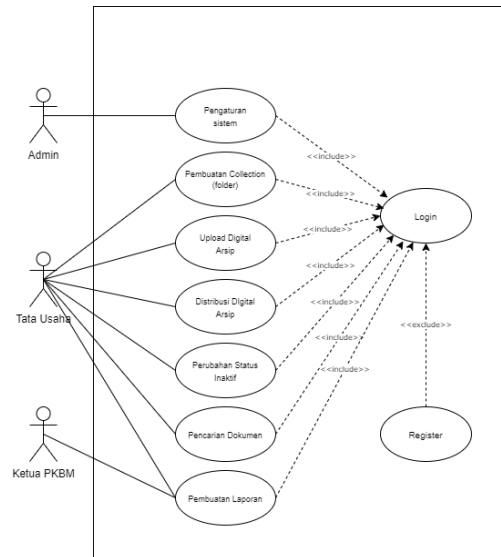 Pengaturan
sistem
Admin
<<include>>
Pembuatan Collection
(folder)
<<include>>
Login
Upload Digital
Arsip
<<include>>
<<include>>
Distribusi DIgital
Arsip
Tata Usaha
<<include>>
<<exclude>>
<<include>>
Perubahan Status
Inaktif
<<include>>
Pencarian Dokumen
Register
Ketua PKBM
Pembuatan Laporan